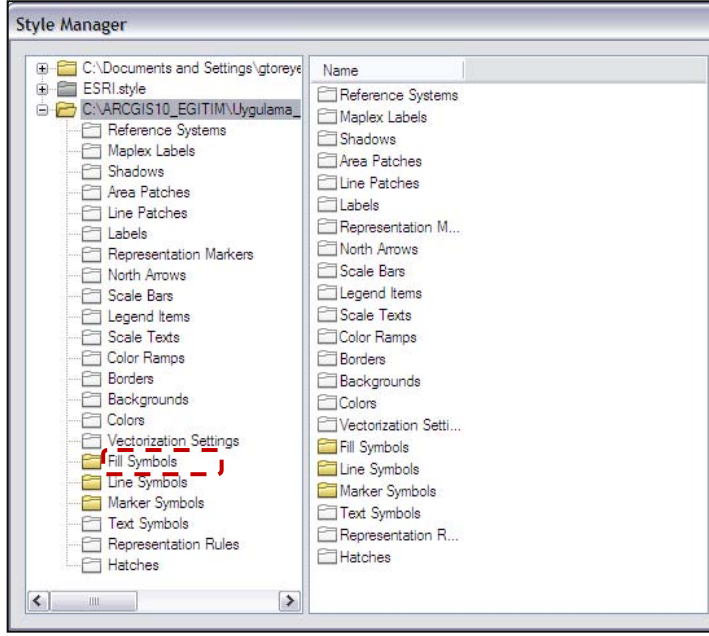 Style Manager
C:\Documents and Settings\gtoreye
ESRI.style
C:\ARCGIS10_EGITIM\Uygulama_
Reference Systems
Maplex Labels
Shadows
Area Patches
Line Patches
Labels
Representation Markers
North Arrows
Scale Bars
Legend Items
Scale Texts
Color Ramps
Borders
Backgrounds
Colors
Vectorization Settings
Fill Symbols
Line Symbols
Marker Symbols
Text Symbols
Representation Rules
Hatches
Name
Reference Systems
Maplex Labels
Shadows
Area Patches
Line Patches
Labels
Representation M...
North Arrows
Scale Bars
Legend Items
Scale Texts
Color Ramps
Borders
Backgrounds
Colors
Vectorization Setti...
Fill Symbols
Line Symbols
Marker Symbols
Text Symbols
Representation R...
Hatches